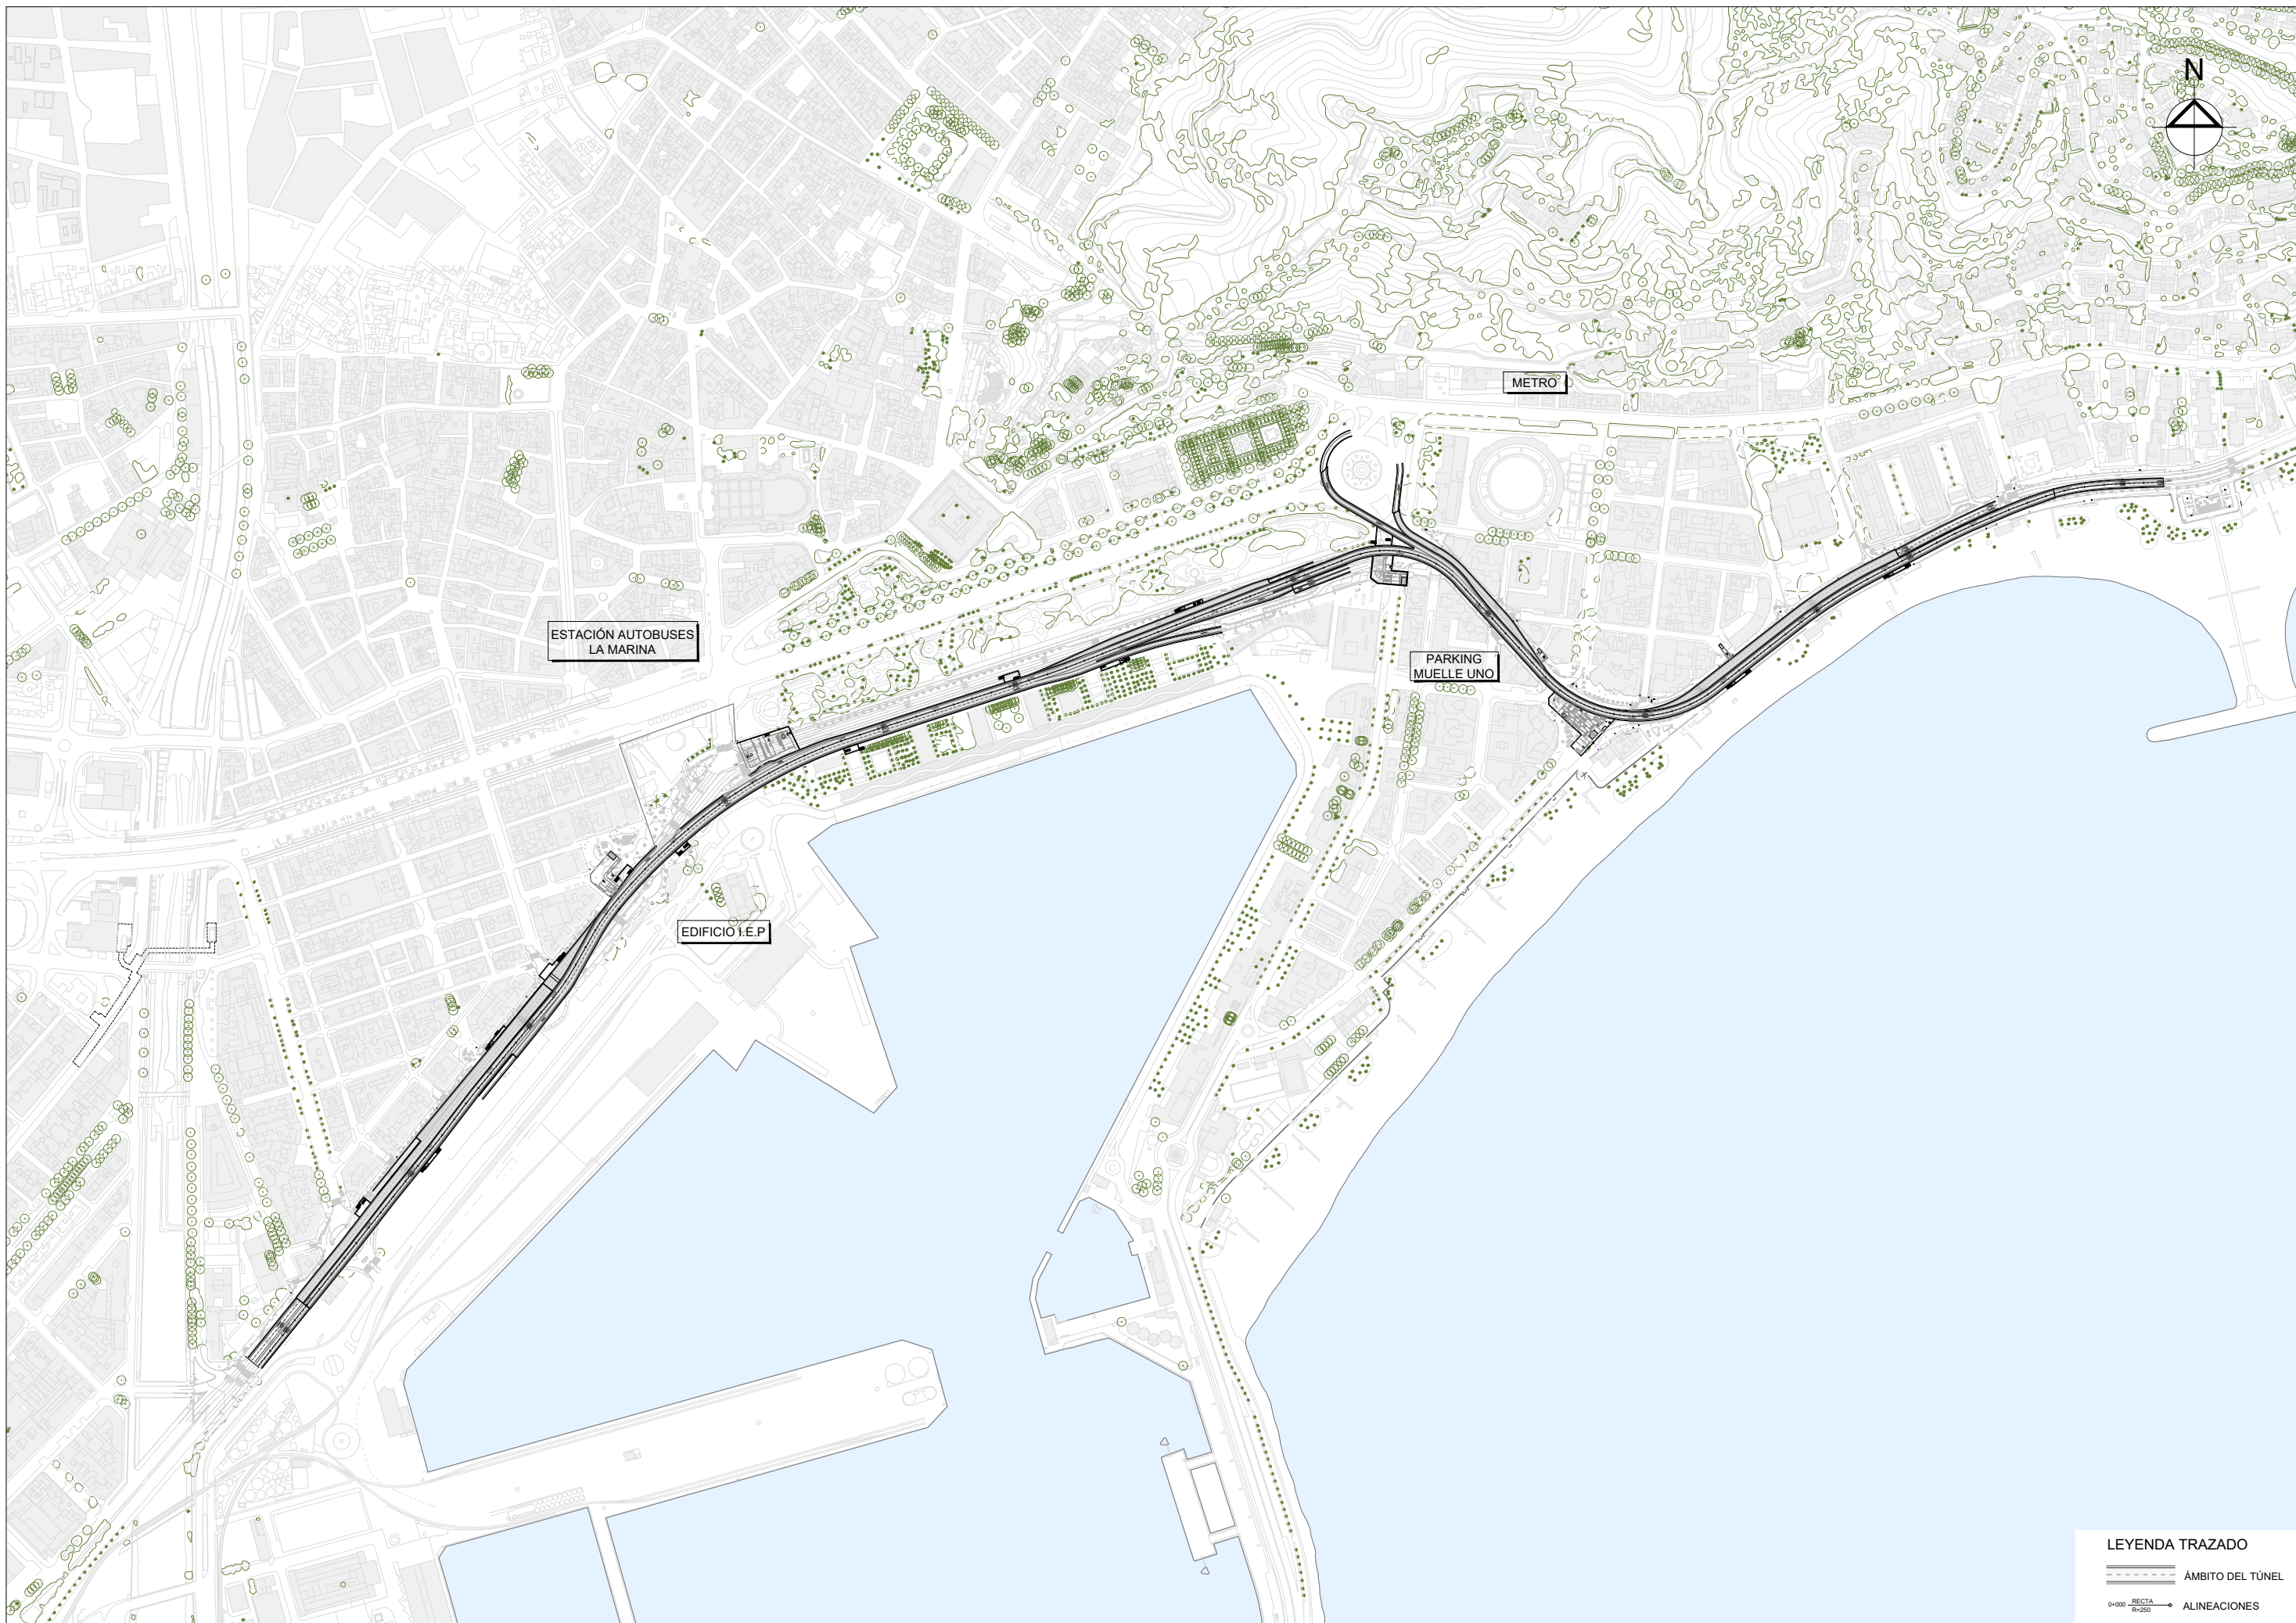 N
METRO
ESTACIÓN AUTOBUSES
LA MARINA
PARKING
MUELLE UNO
EDIFICIO I.E.P
LEYENDA TRAZADO
ÁMBITO DEL TÚNEL
0+000 RECTA
R=250
ALINEACIONES